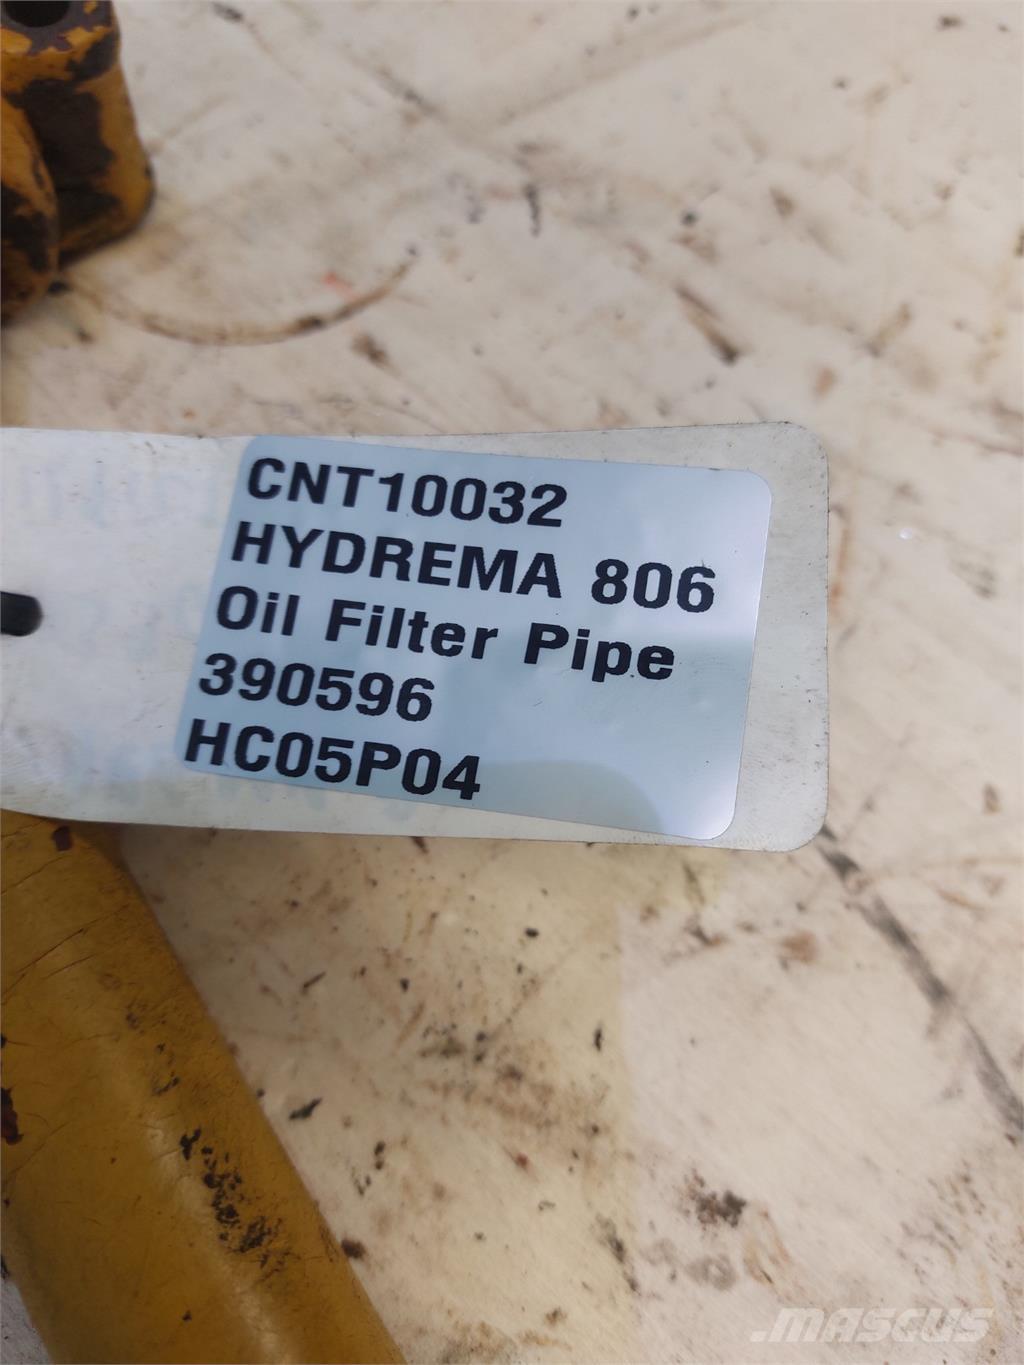 CNT10032
HYDREMA 806
Oil Filter Pipe
390596
HC05P04
MASCUS